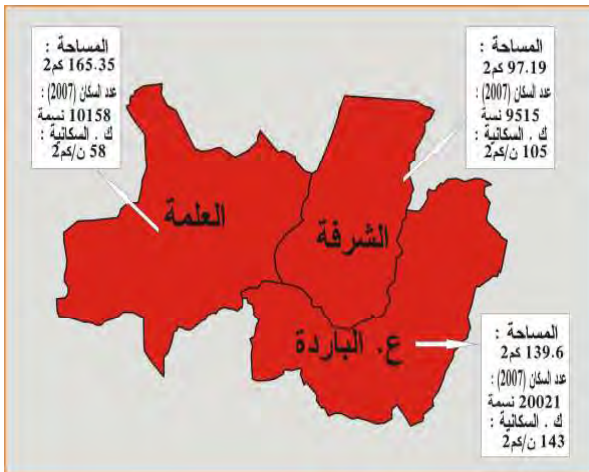 المساحة :
165.35 كم2
عدد السكان (2007) :
10158 نسمة
ك . السكانية :
58 ن/كم2
المساحة :
97.19 كم2
عدد السكان (2007) :
9515 نسة
ك . السكانية :
105 ن/كم2
العلمة
الشرفة
ع. الباردة
المساحة :
139.6 كم2
عدد السكان (2007) :
20021 نسمة
ك . السكانية :
143 ن/كم2